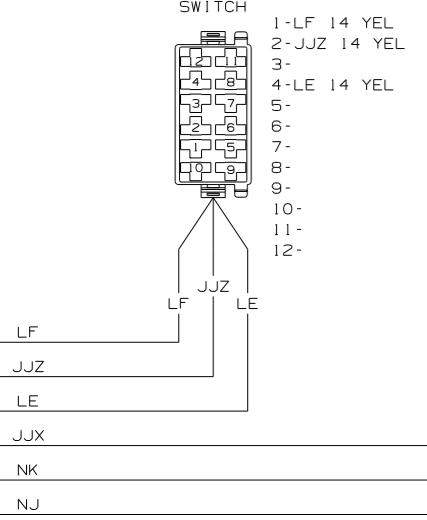 SWITCH
1-LF 14 YEL
2-JJZ 14 YEL
3-
4-LE 14 YEL
5-
6-
7-
8-
9-
10-
11-
12-
12 11
4 8
3 7
2 6
1 5
10 9
JJZ
LF LE
LF
JJZ
LE
JJX
NK
NJ